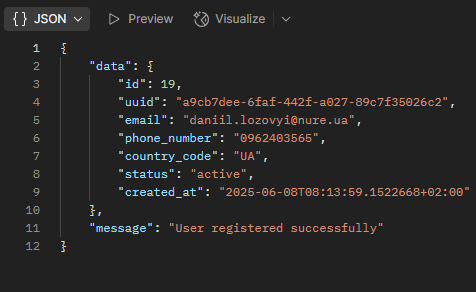 {} JSON Preview Visualize
1 {
2 "data": {
3 "id": 19,
4 "uuid": "a9cb7dee-6faf-442f-a027-89c7f35026c2",
5 "email": "daniil.lozovyi@nure.ua",
6 "phone_number": "0962403565",
7 "country_code": "UA",
8 "status": "active",
9 "created_at": "2025-06-08T08:13:59.1522668+02:00"
10 },
11 "message": "User registered successfully"
12 }